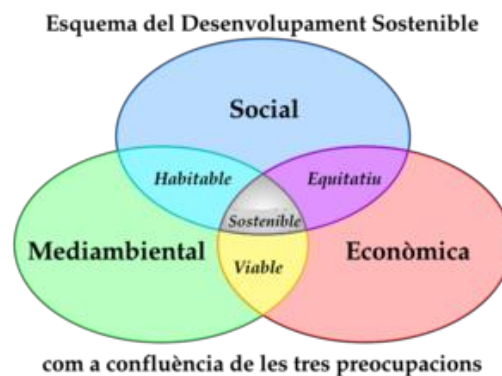 Esquema del Desenvolupament Sostenible
Social
Habitable
Equitatiu
Sostenible
Mediambiental
Econòmica
Viable
com a confluència de les tres preocupacions